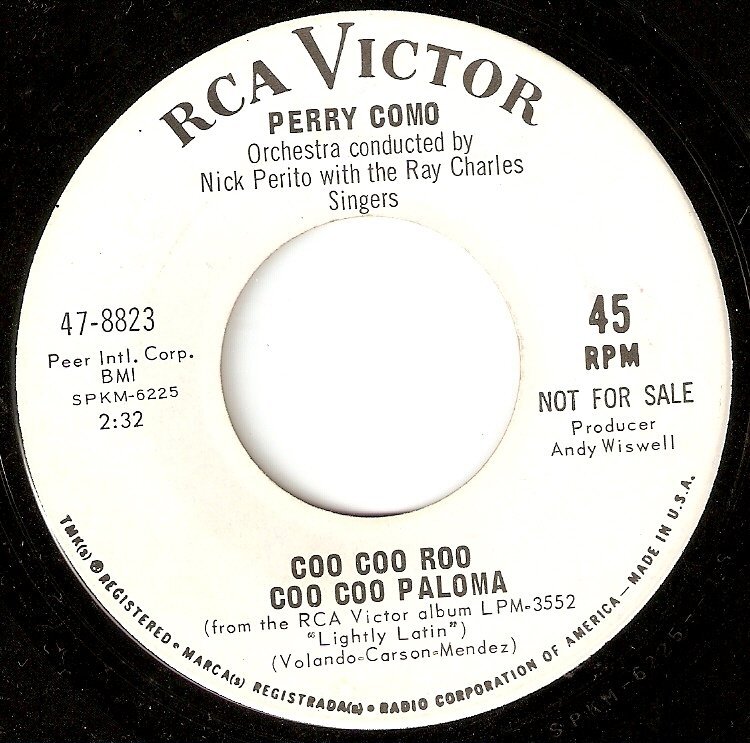 RCA VICTOR
PERRY COMO
Orchestra conducted by
Nick Perito with the Ray Charles
Singers
47-8823
Peer Intl. Corp.
BMI
SPKM-6225
2:32
45
RPM
NOT FOR SALE
Producer
Andy Wiswell
COO COO ROO
COO COO PALOMA
(from the RCA Victor album LPM-3552
"Lightly Latin")
(Volando-Carson-Mendez)
TMK(s) ® REGISTERED • MARCA(s) REGISTRADA(s) • RADIO CORPORATION OF AMERICA — MADE IN U.S.A.
SPKM-6225-